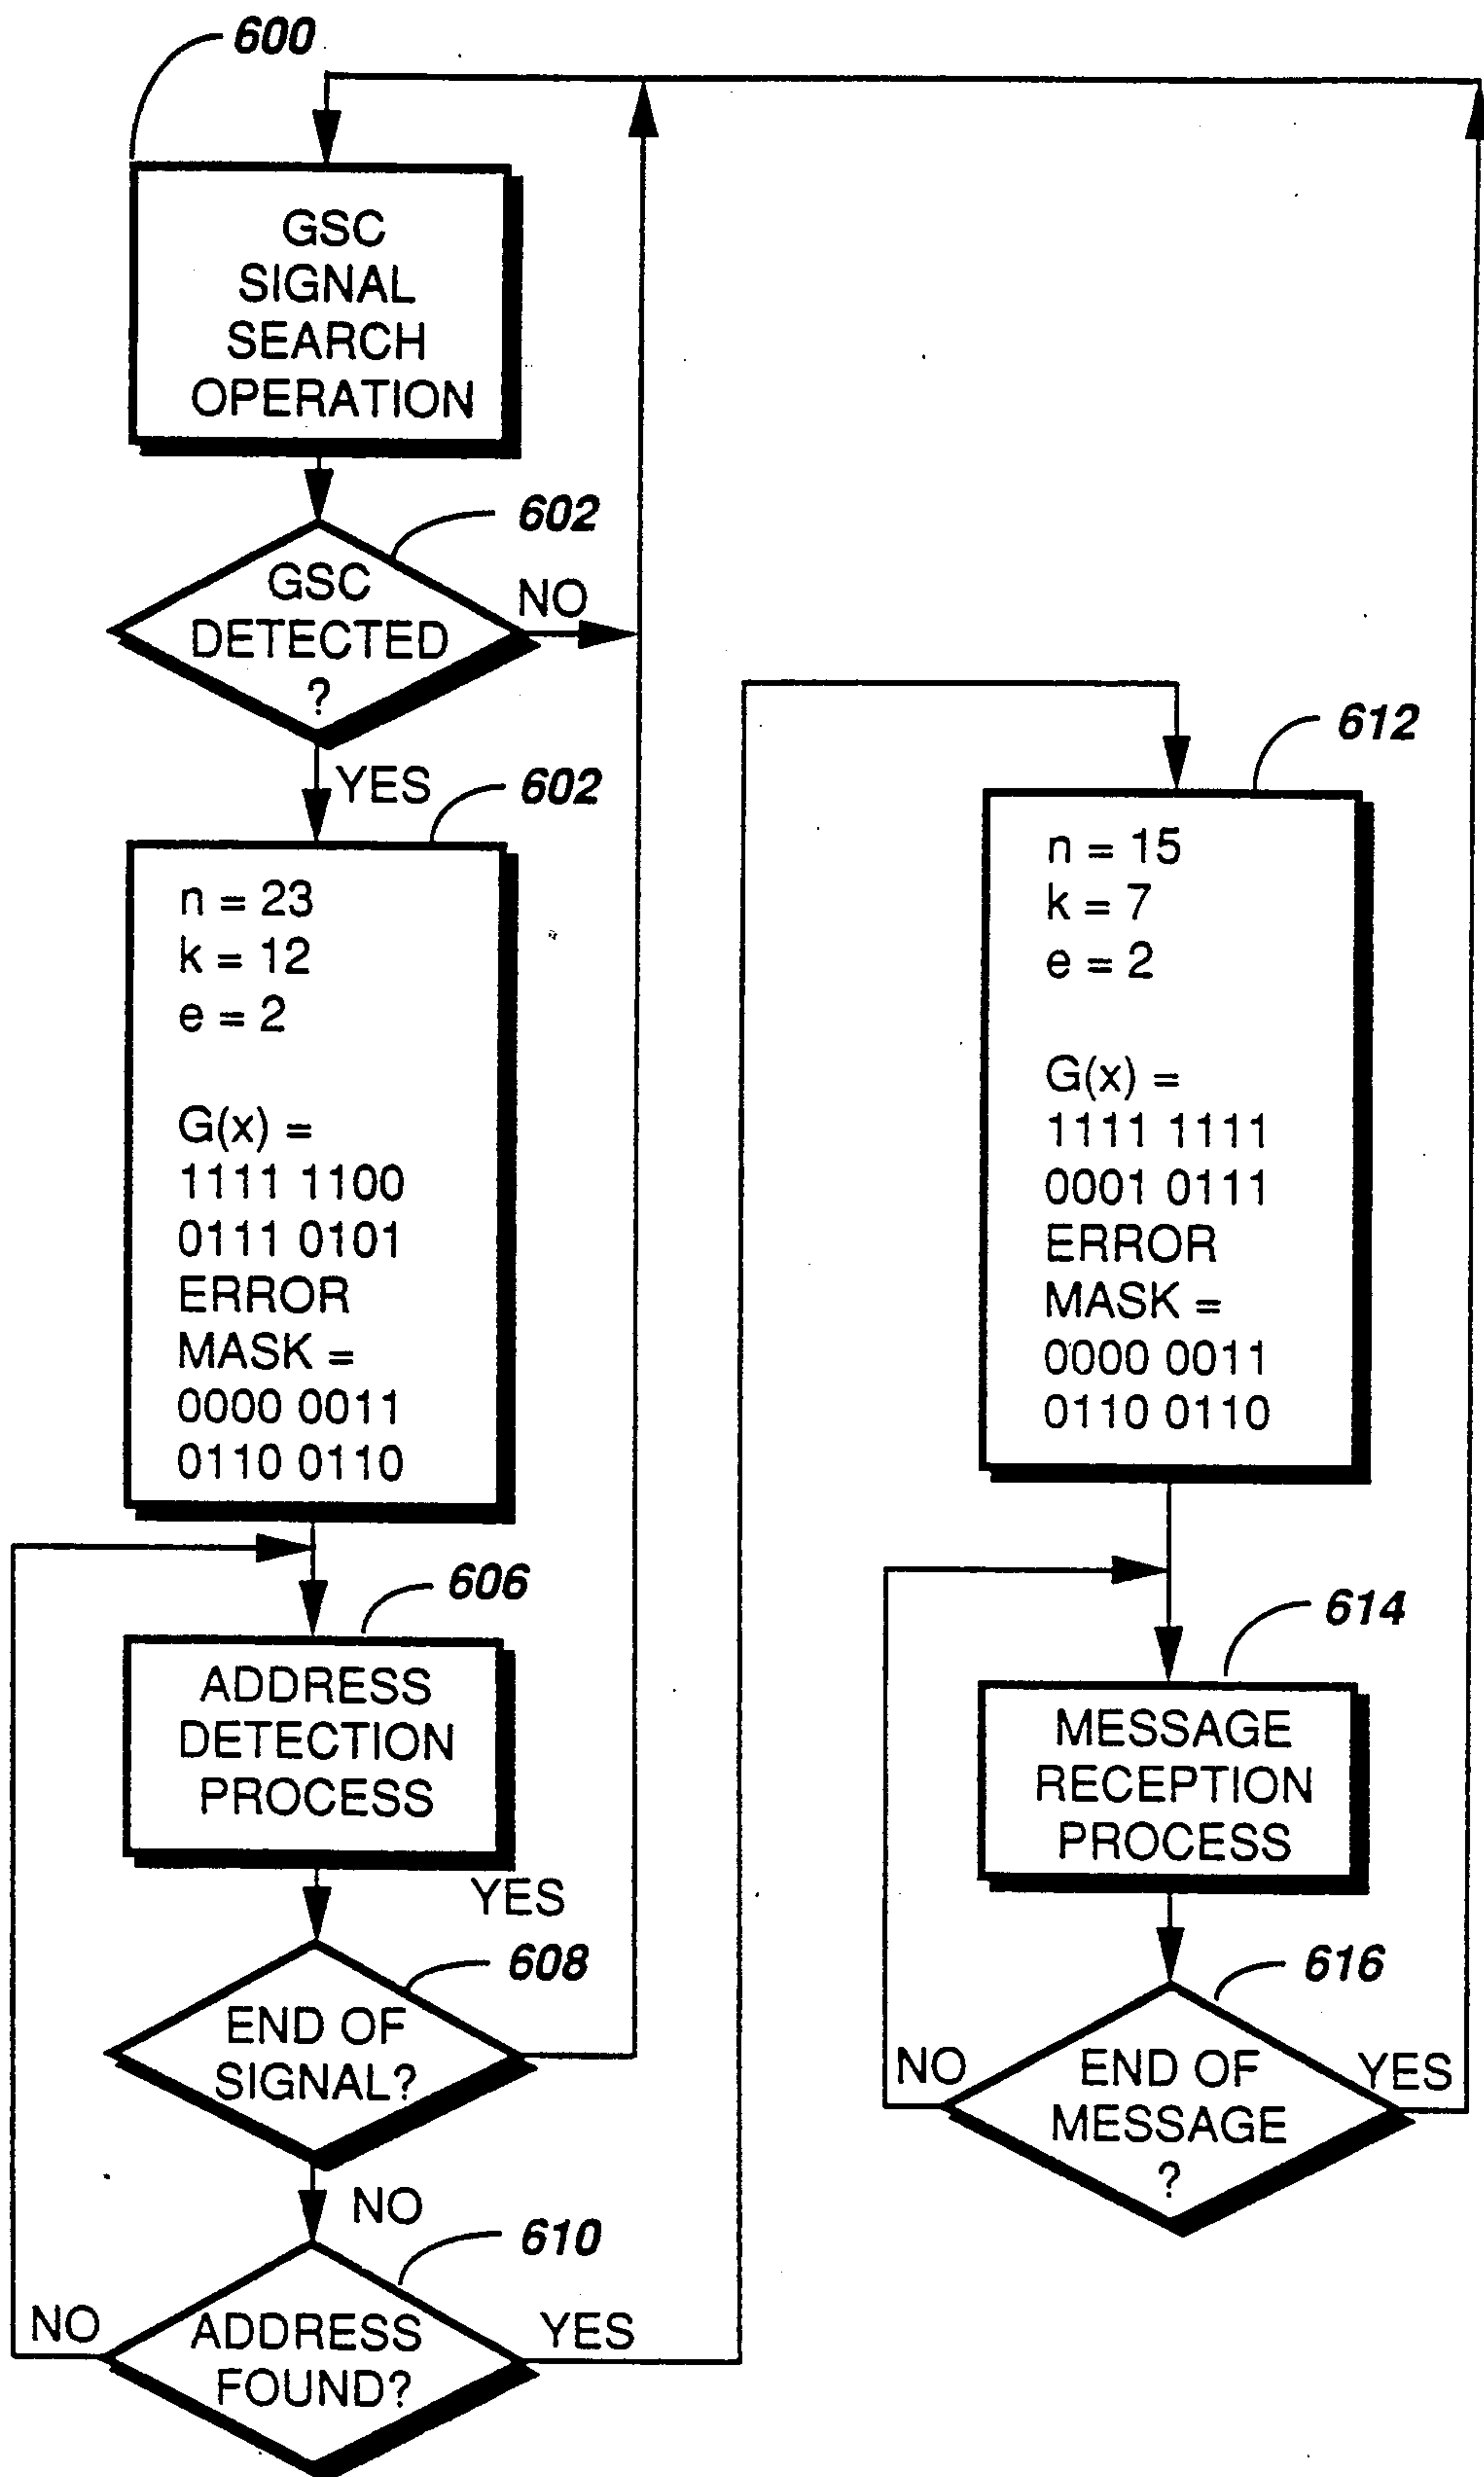 600
GSC
SIGNAL
SEARCH
OPERATION
602
GSC
DETECTED
?
NO
YES
602
n = 23
k = 12
e = 2
G(x) =
1111 1100
0111 0101
ERROR
MASK =
0000 0011
0110 0110
606
ADDRESS
DETECTION
PROCESS
YES
608
END OF
SIGNAL?
NO
610
NO
ADDRESS
FOUND?
YES
612
n = 15
k = 7
e = 2
G(x) =
1111 1111
0001 0111
ERROR
MASK =
0000 0011
0110 0110
614
MESSAGE
RECEPTION
PROCESS
616
NO
END OF
MESSAGE
?
YES